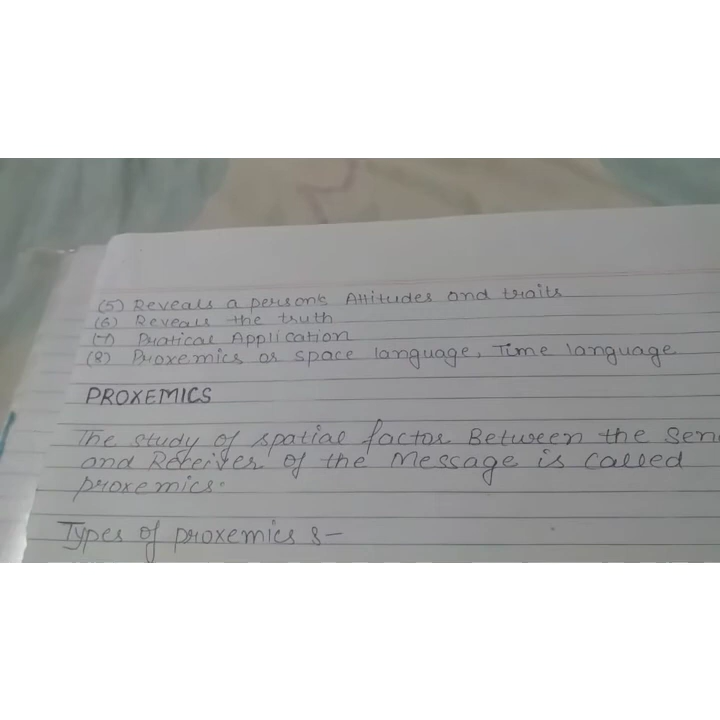 (5) Reveals a person's Attitudes and traits
(6) Reveals the truth
(7) Pratical Application
(8) Proxemics or space language, Time language
PROXEMICS
The study of spatial factor Between the Sen
and Receiver of the Message is called
proxemics.
Types of proxemics :-